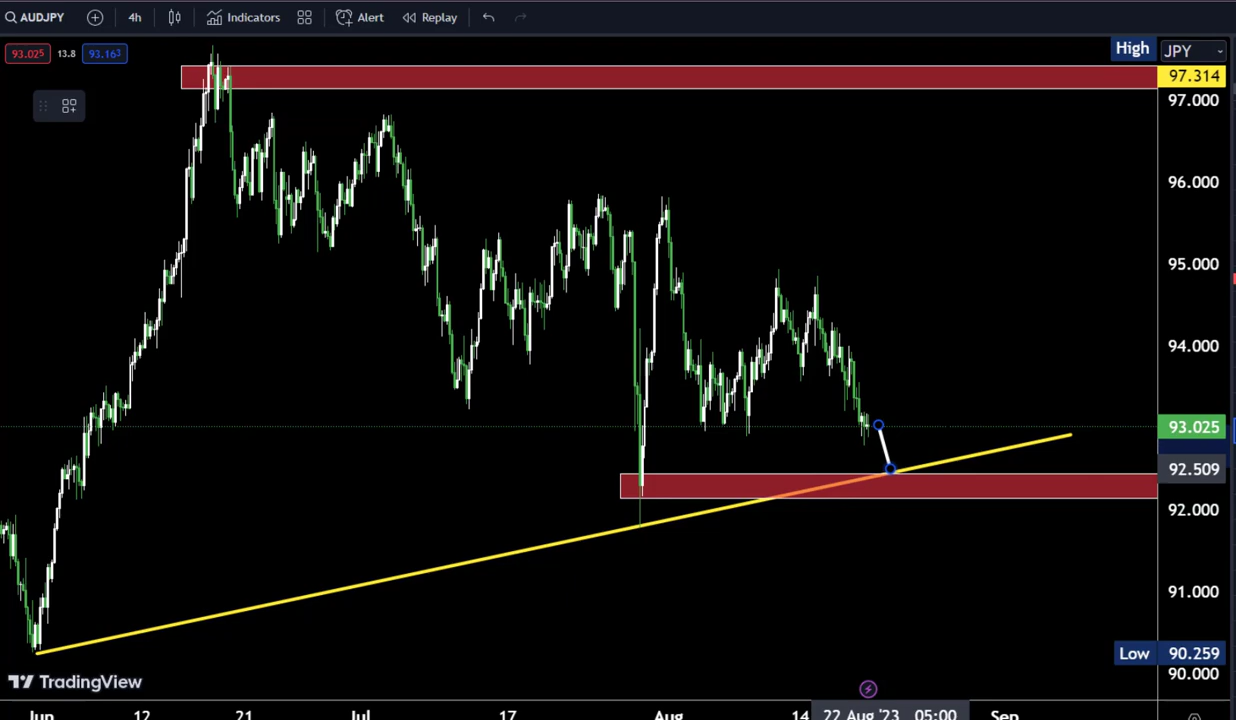 AUDJPY 4h Indicators Alert Replay
93.025 13.8 93.163
High JPY
97.314
97.000
96.000
95.000
94.000
93.025
92.509
92.000
91.000
Low 90.259
90.000
TradingView
Jun 12 21 Jul 17 Aug 14 22 Aug '23 05:00 Sep